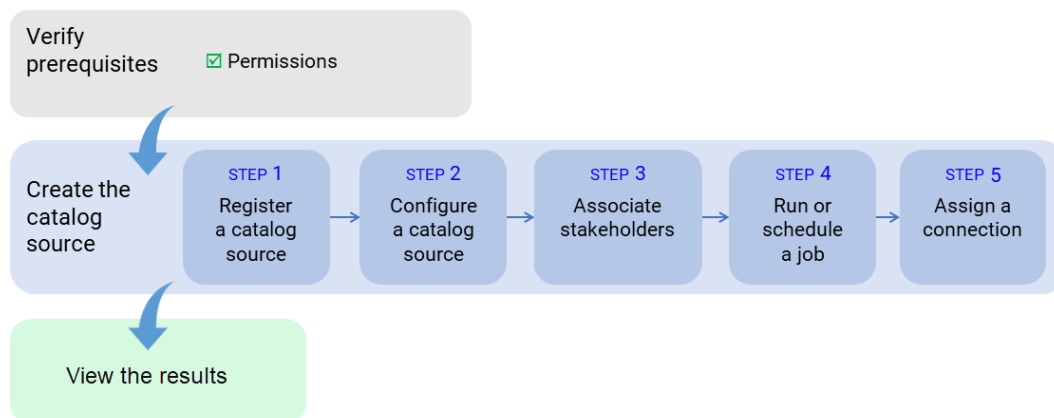 Verify
prerequisites
Permissions
Create the
catalog
source
STEP 1
Register
a catalog
source
STEP 2
Configure
a catalog
source
STEP 3
Associate
stakeholders
STEP 4
Run or
schedule
a job
STEP 5
Assign a
connection
View the results